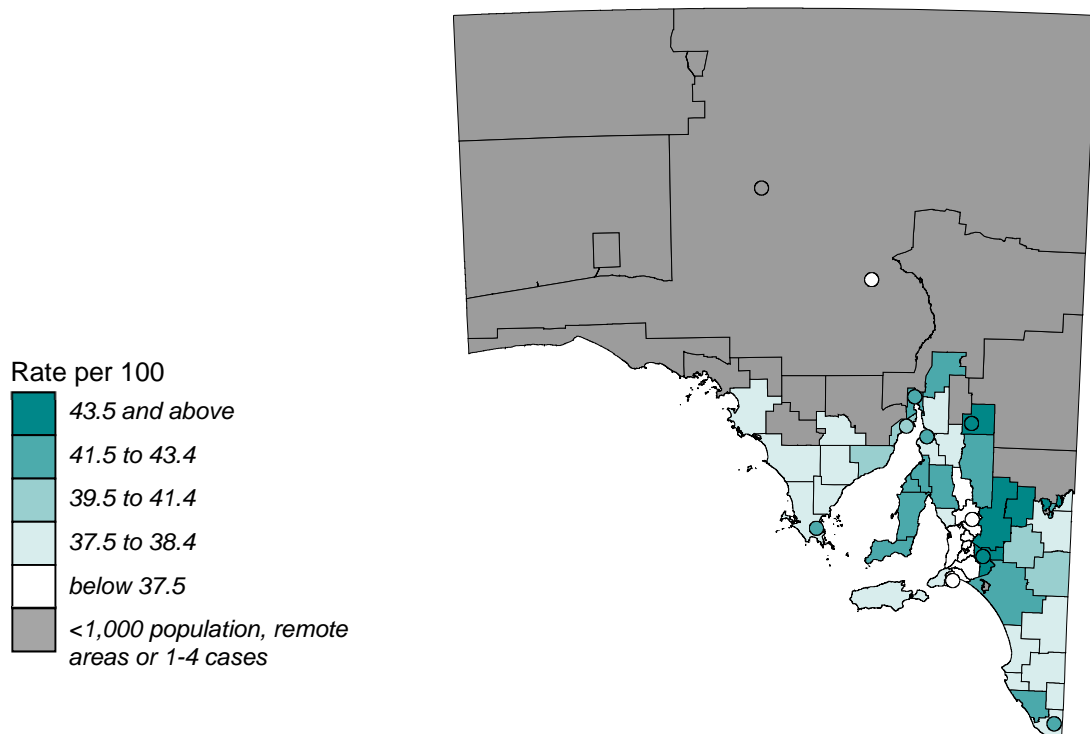 Rate per 100
43.5 and above
41.5 to 43.4
39.5 to 41.4
37.5 to 38.4
below 37.5
<1,000 population, remote
areas or 1-4 cases